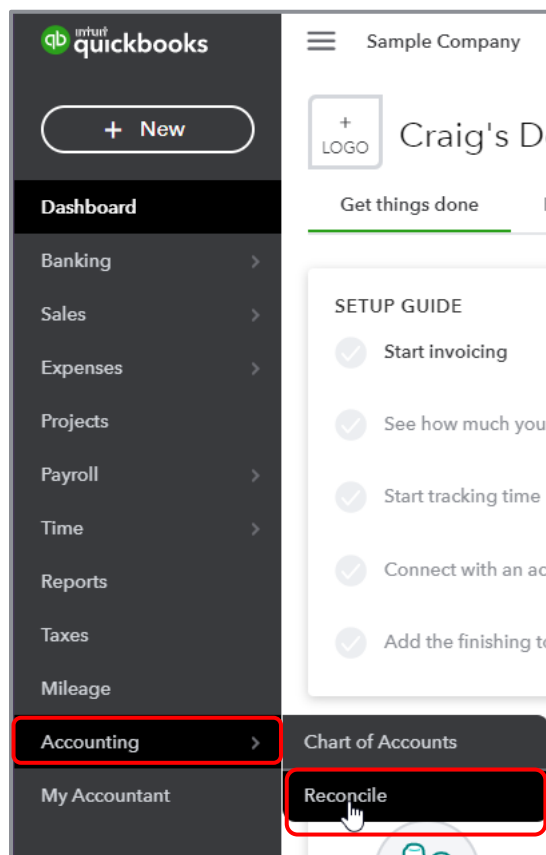 intuit
quickbooks
+ New
Dashboard
Banking
Sales
Expenses
Projects
Payroll
Time
Reports
Taxes
Mileage
Accounting
My Accountant
Sample Company
+
LOGO
Craig's D
Get things done
SETUP GUIDE
Start invoicing
See how much you
Start tracking time
Connect with an ac
Add the finishing to
Chart of Accounts
Reconcile